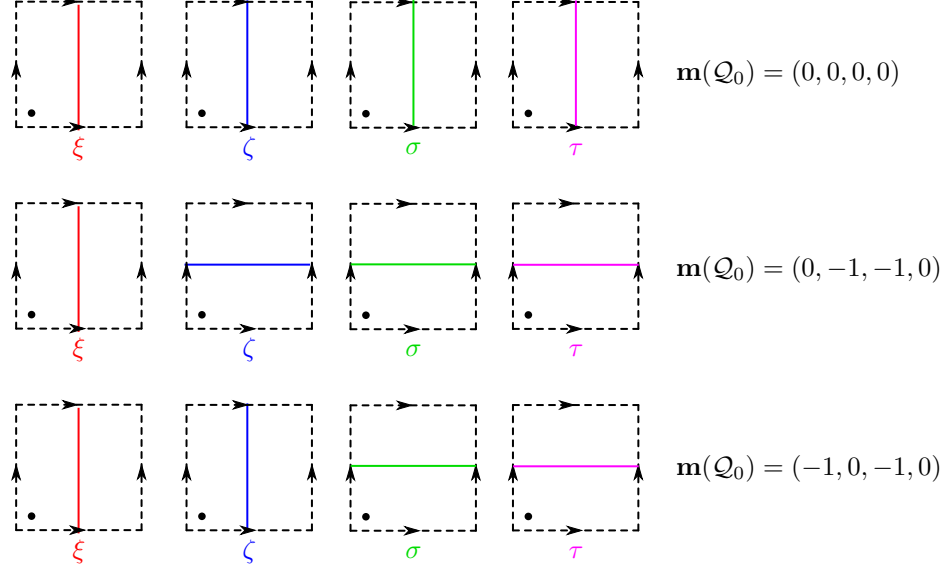 m(Q₀) = (0, 0, 0, 0)
ξ ζ σ τ
m(Q₀) = (0, −1, −1, 0)
ξ ζ σ τ
m(Q₀) = (−1, 0, −1, 0)
ξ ζ σ τ